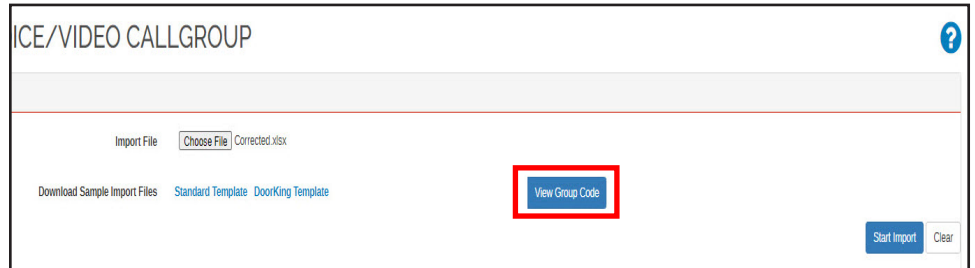 ICE/VIDEO CALLGROUP
?
Import File Choose File Corrected.xlsx
Download Sample Import Files Standard Template DoorKing Template View Group Code
Start Import Clear